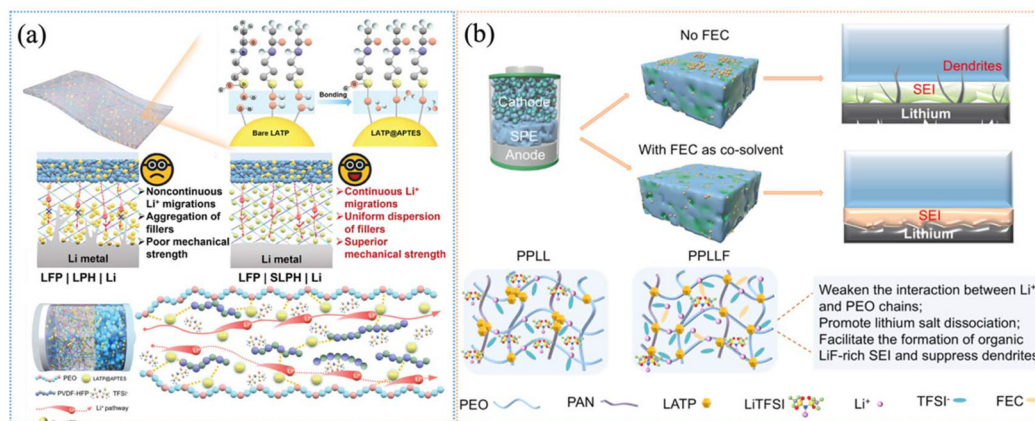 (a)
Bonding
Bare LATP
LATP@APTES
Noncontinuous
Li⁺ migrations
Aggregation of
fillers
Poor mechanical
strength
Continuous Li⁺
migrations
Uniform dispersion
of fillers
Superior
mechanical strength
Li metal
Li metal
LFP | LPH | Li
LFP | SLPH | Li
Li⁺
Li⁺
Li⁺
Li⁺
PEO
LATP@APTES
PVDF-HFP
TFSI⁻
Li⁺ pathway
(b)
No FEC
Cathode
SPE
Anode
With FEC as co-solvent
Dendrites
SEI
Lithium
SEI
Lithium
PPLL
PPLLF
Weaken the interaction between Li⁺
and PEO chains;
Promote lithium salt dissociation;
Facilitate the formation of organic
LiF-rich SEI and suppress dendrites
PEO
PAN
LATP
LiTFSI
Li⁺
TFSI⁻
FEC